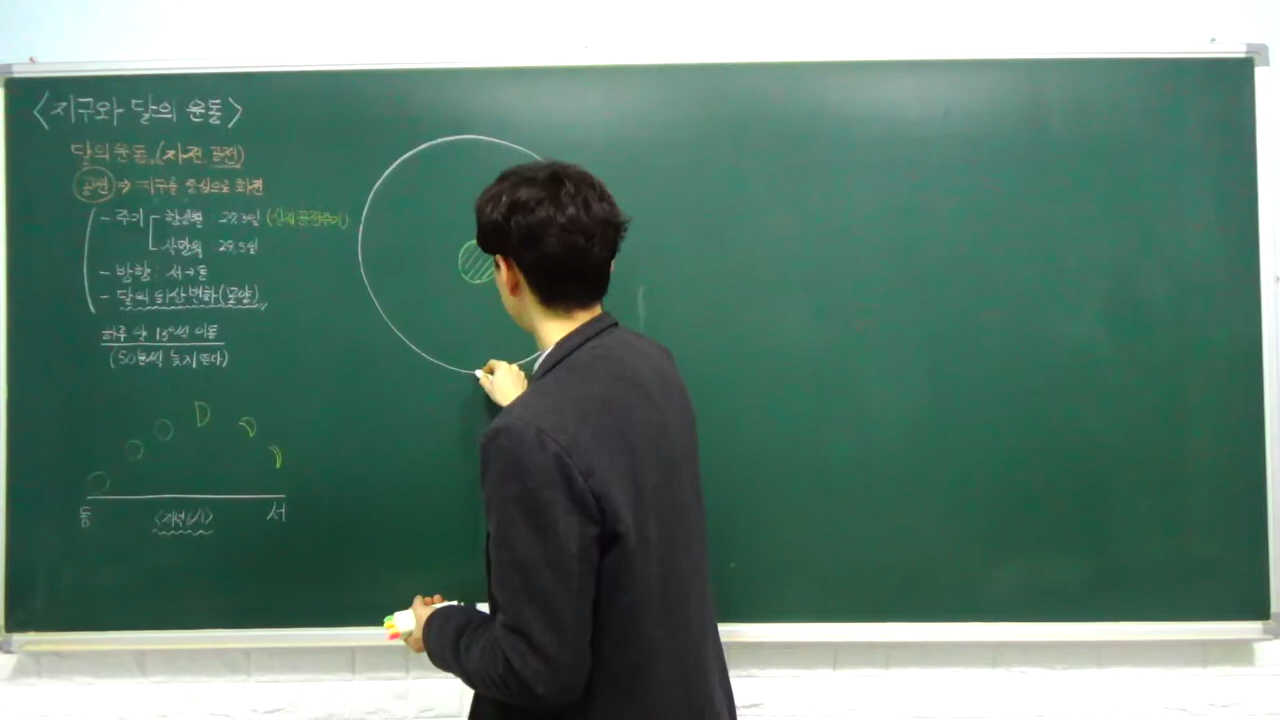 <지구와 달의 운동>
달의 운동 (자전, 공전)
공전 ⇒ 지구를 중심으로 회전
- 주기 항성월 27.3일 (실제 공전주기)
삭망월 29.5일
- 방향: 서→동
- 달의 위상변화(모양)
하루 약 13°씩 이동
(50분씩 늦게 뜬다)
동 <저녁 6시> 서